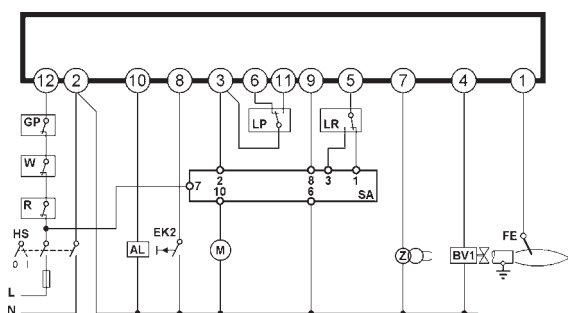 12 2 10 8 3 6 11 9 5 7 4 1
GP LP LR
W
2 8 3 1
7 10 6 SA
R
HS EK2 FE
0 I AL M Z BV1
L
N